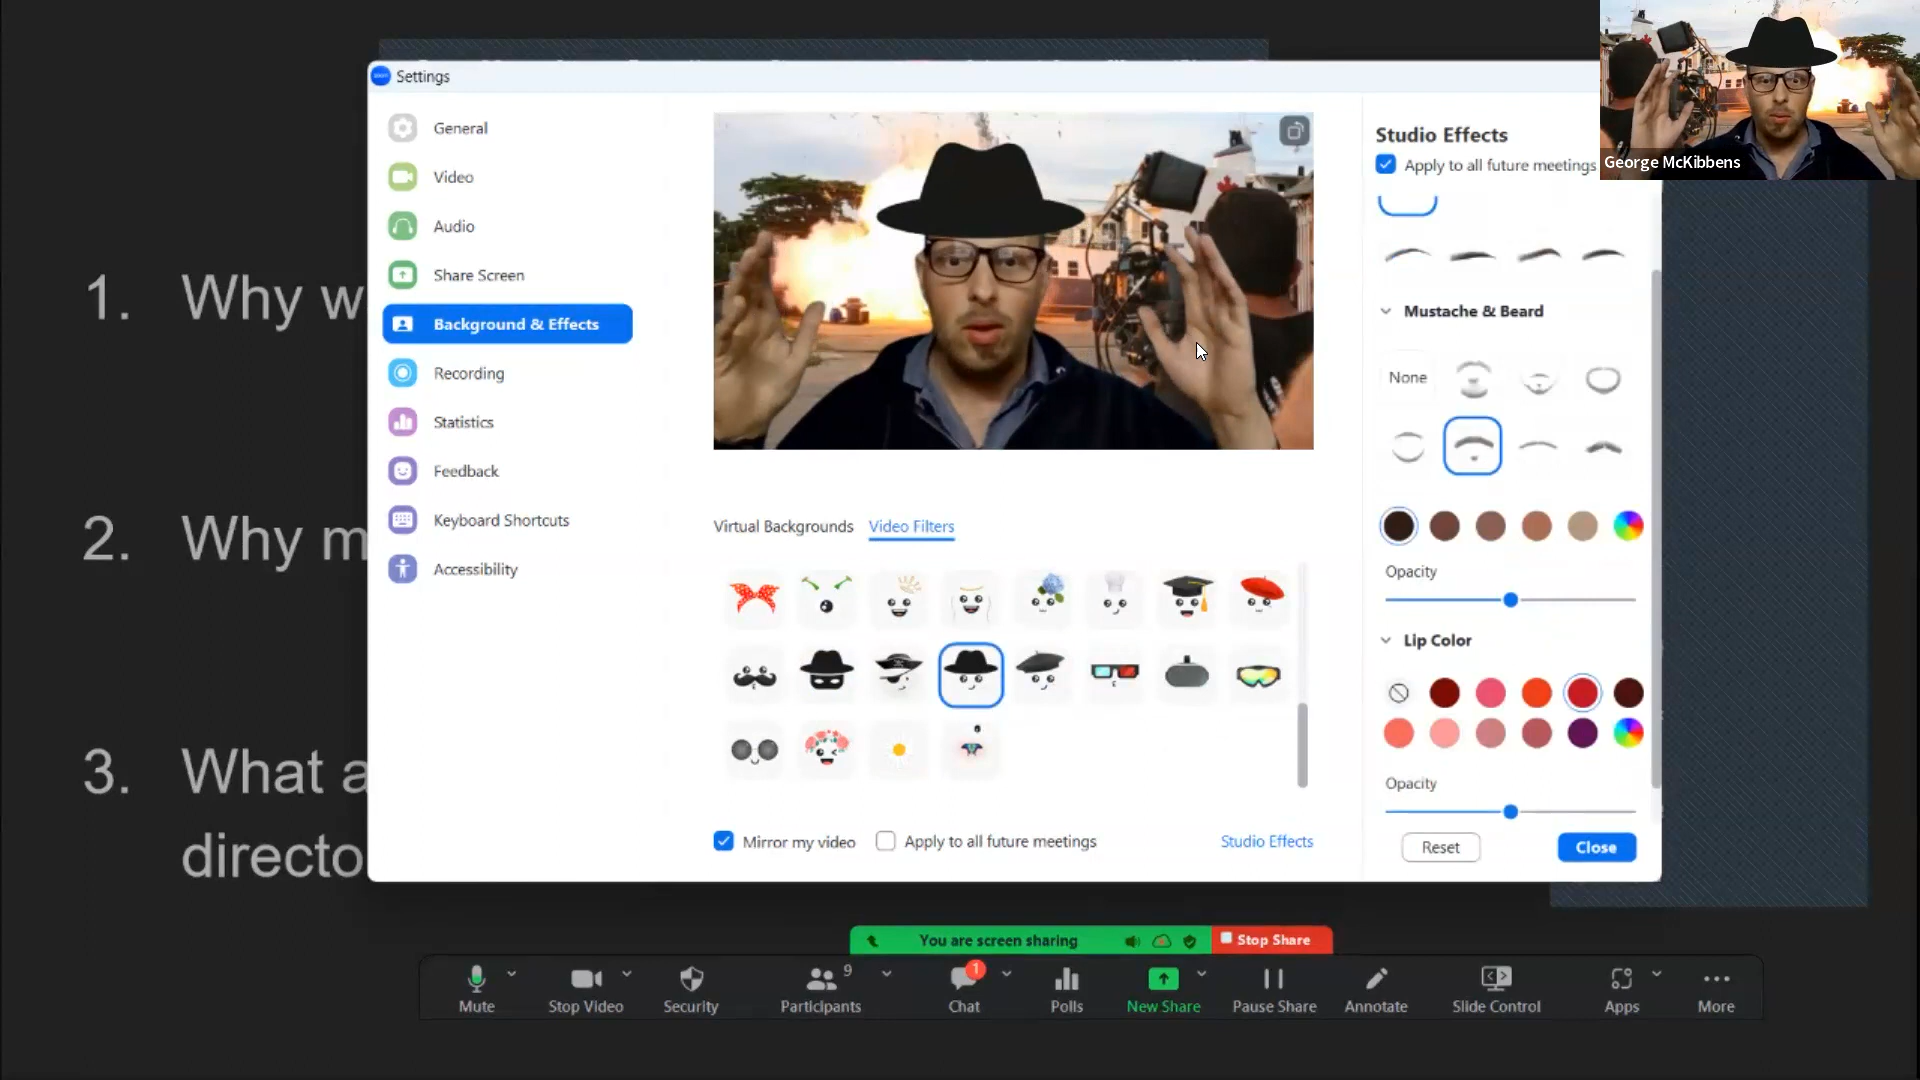 Settings
General
Video
Audio
Share Screen
Background & Effects
Recording
Statistics
Feedback
Keyboard Shortcuts
Accessibility
Virtual Backgrounds
Video Filters
Mirror my video
Apply to all future meetings
Studio Effects
Studio Effects
Apply to all future meetings
Mustache & Beard
None
Opacity
Lip Color
Opacity
Reset
Close
George McKibbens
1. Why w
2. Why m
3. What a
directo
You are screen sharing
Stop Share
Mute
Stop Video
Security
9
Participants
1
Chat
Polls
New Share
Pause Share
Annotate
Slide Control
Apps
More